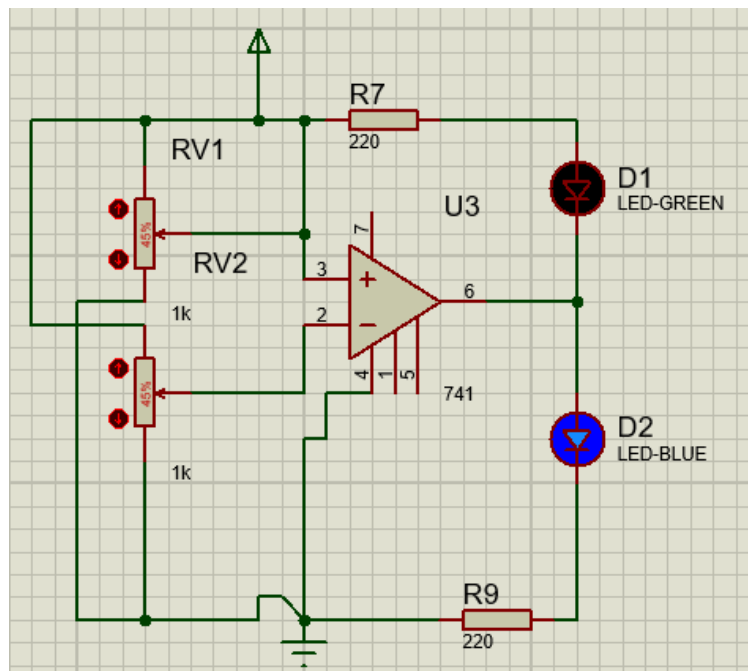 R7
220
RV1
45%
D1
LED-GREEN
U3
RV2
7
3
+
6
2
−
1k
4
1
5
741
45%
D2
LED-BLUE
1k
R9
220